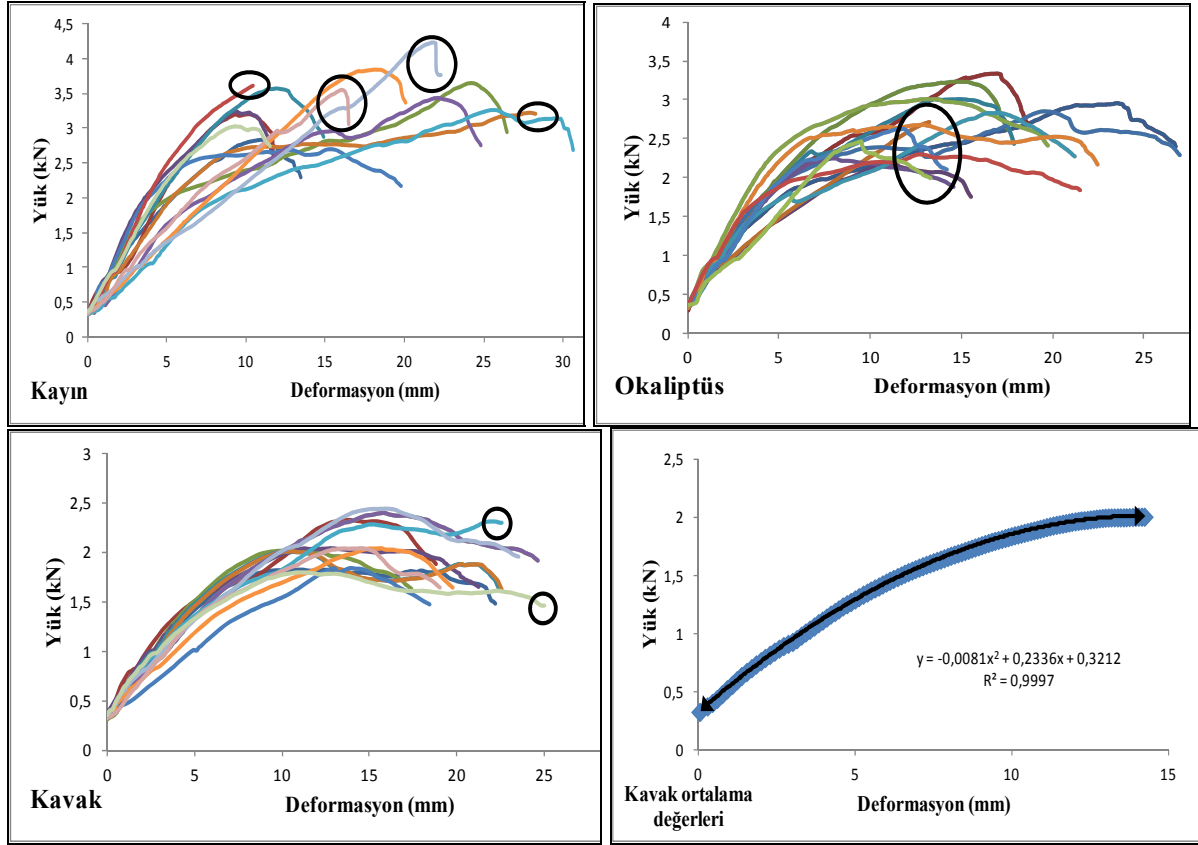 4,5
4
3,5
3
2,5
2
1,5
1
0,5
0
0 5 10 15 20 25 30
Yük (kN)
Deformasyon (mm)
Kayın
4
3,5
3
2,5
2
1,5
1
0,5
0
0 5 10 15 20 25
Yük (kN)
Deformasyon (mm)
Okaliptüs
3
2,5
2
1,5
1
0,5
0
0 5 10 15 20 25
Yük (kN)
Deformasyon (mm)
Kavak
2,5
2
1,5
1
0,5
0
0 5 10 15
Yük (kN)
y = -0,0081x² + 0,2336x + 0,3212
R² = 0,9997
Deformasyon (mm)
Kavak ortalama
değerleri